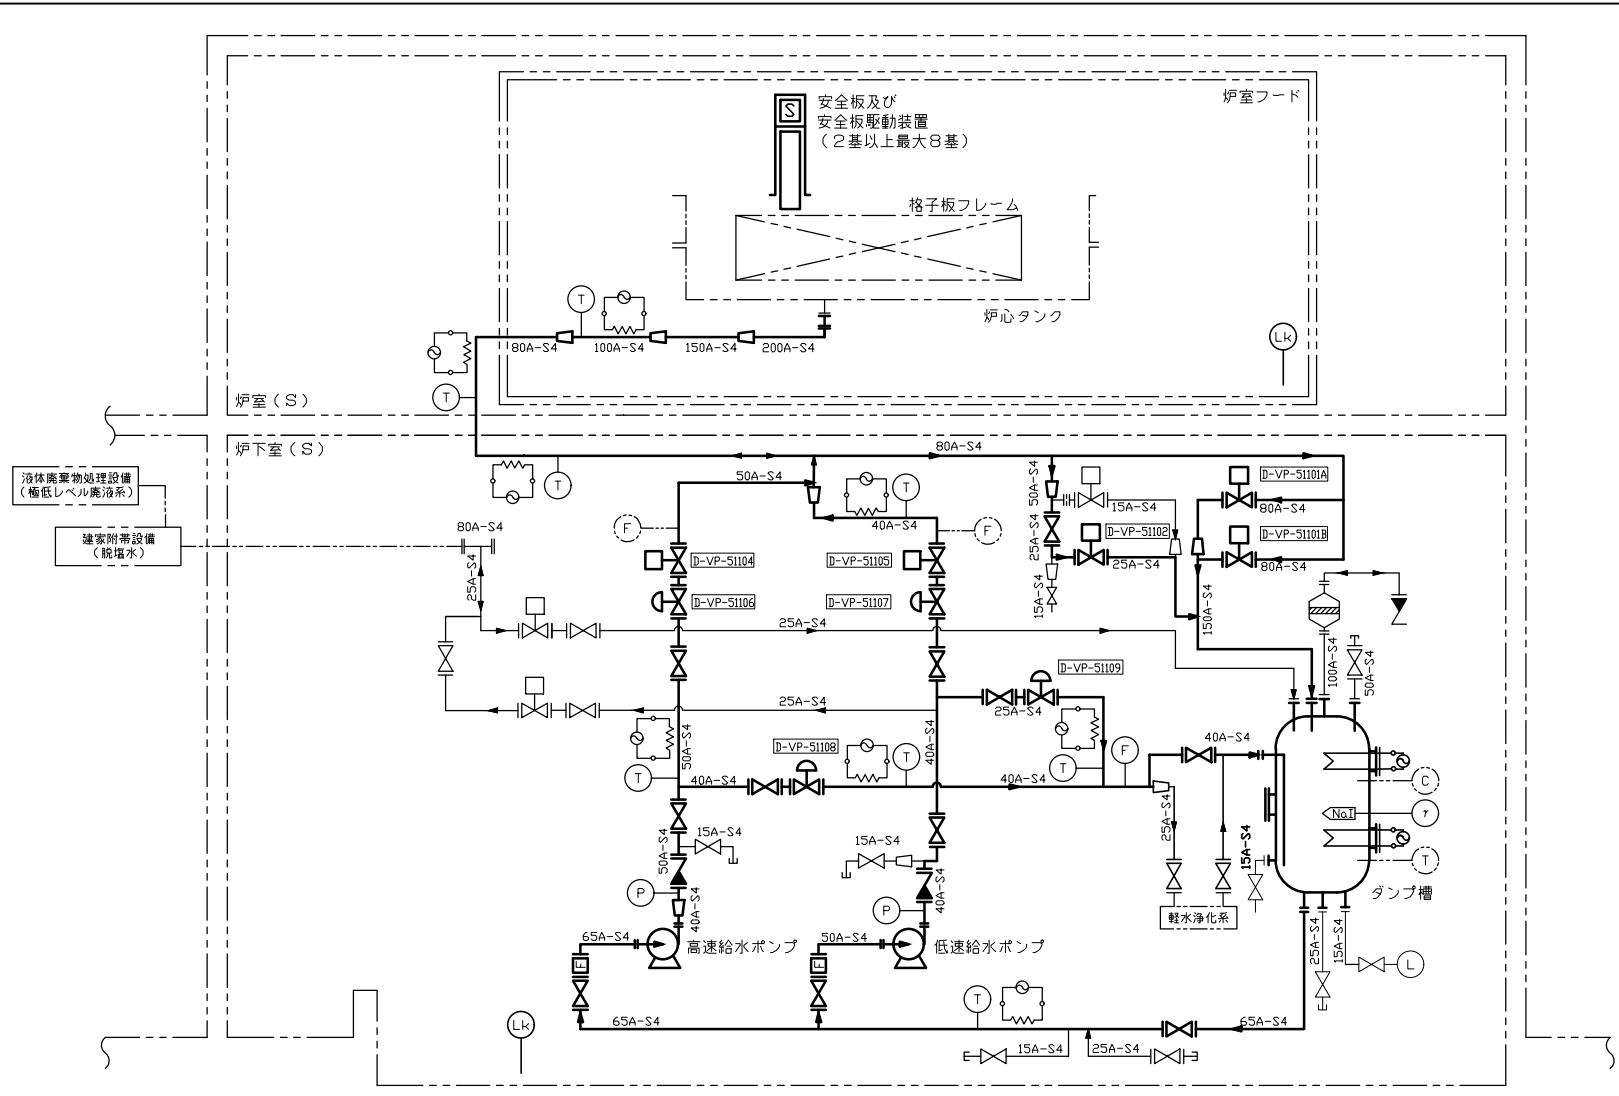 炉室フード
S
安全板及び
安全板駆動装置
（２基以上最大８基）
格子板フレーム
炉心タンク
T
80A-S4
100A-S4
150A-S4
200A-S4
Lk
T
炉室（S）
炉下室（S）
80A-S4
液体廃棄物処理設備
（極低レベル廃液系）
建家附帯設備
（脱塩水）
80A-S4
25A-S4
T
50A-S4
T
40A-S4
F
F
50A-S4
15A-S4
25A-S4
25A-S4
15A-S4
D-VP-51101A
80A-S4
D-VP-51102
D-VP-51101B
80A-S4
D-VP-51104
D-VP-51105
D-VP-51106
D-VP-51107
25A-S4
150A-S4
100A-S4
50A-S4
D-VP-51109
25A-S4
25A-S4
50A-S4
40A-S4
T
D-VP-51108
T
T
F
40A-S4
40A-S4
40A-S4
C
NaI
r
T
25A-S4
15A-S4
15A-S4
15A-S4
50A-S4
40A-S4
P
40A-S4
P
ダンプ槽
軽水浄化系
65A-S4
高速給水ポンプ
50A-S4
低速給水ポンプ
F
F
25A-S4
15A-S4
L
T
Lk
65A-S4
65A-S4
15A-S4
25A-S4